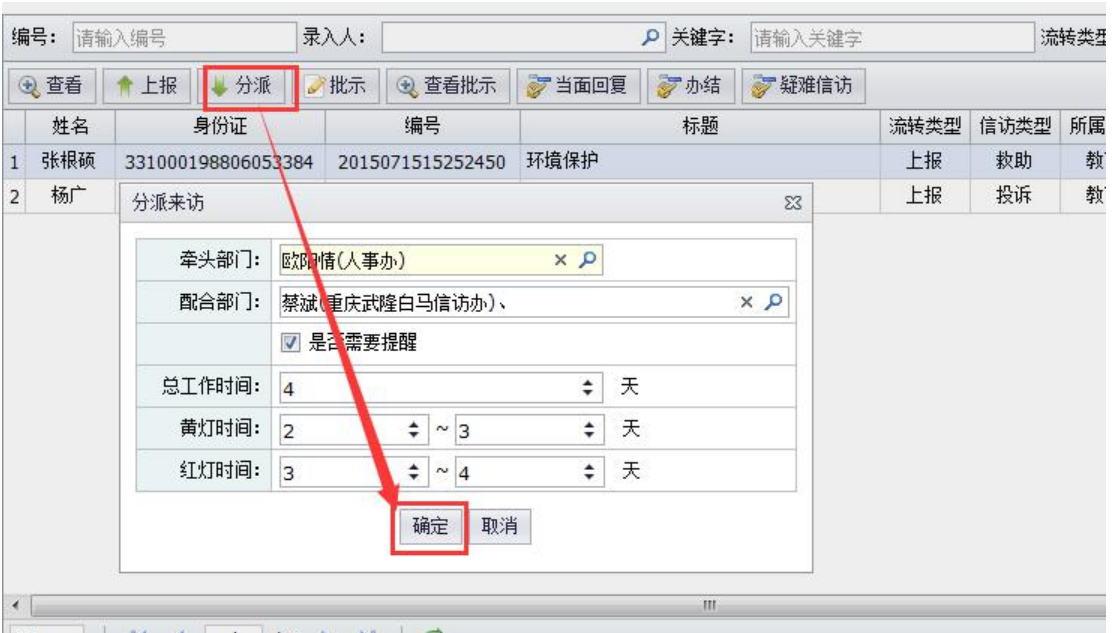 编号： 请输入编号 录入人： 关键字： 请输入关键字 流转类型
查看 上报 分派 批示 查看批示 当面回复 办结 疑难信访
姓名 身份证 编号 标题 流转类型 信访类型 所属
1 张根硕 331000198806053384 2015071515252450 环境保护 上报 救助 教
2 杨广 上报 投诉 教
分派来访
牵头部门： 欧阳情(人事办)
配合部门： 蔡斌(重庆武隆白马信访办)、
是否需要提醒
总工作时间： 4 天
黄灯时间： 2 ~ 3 天
红灯时间： 3 ~ 4 天
确定 取消